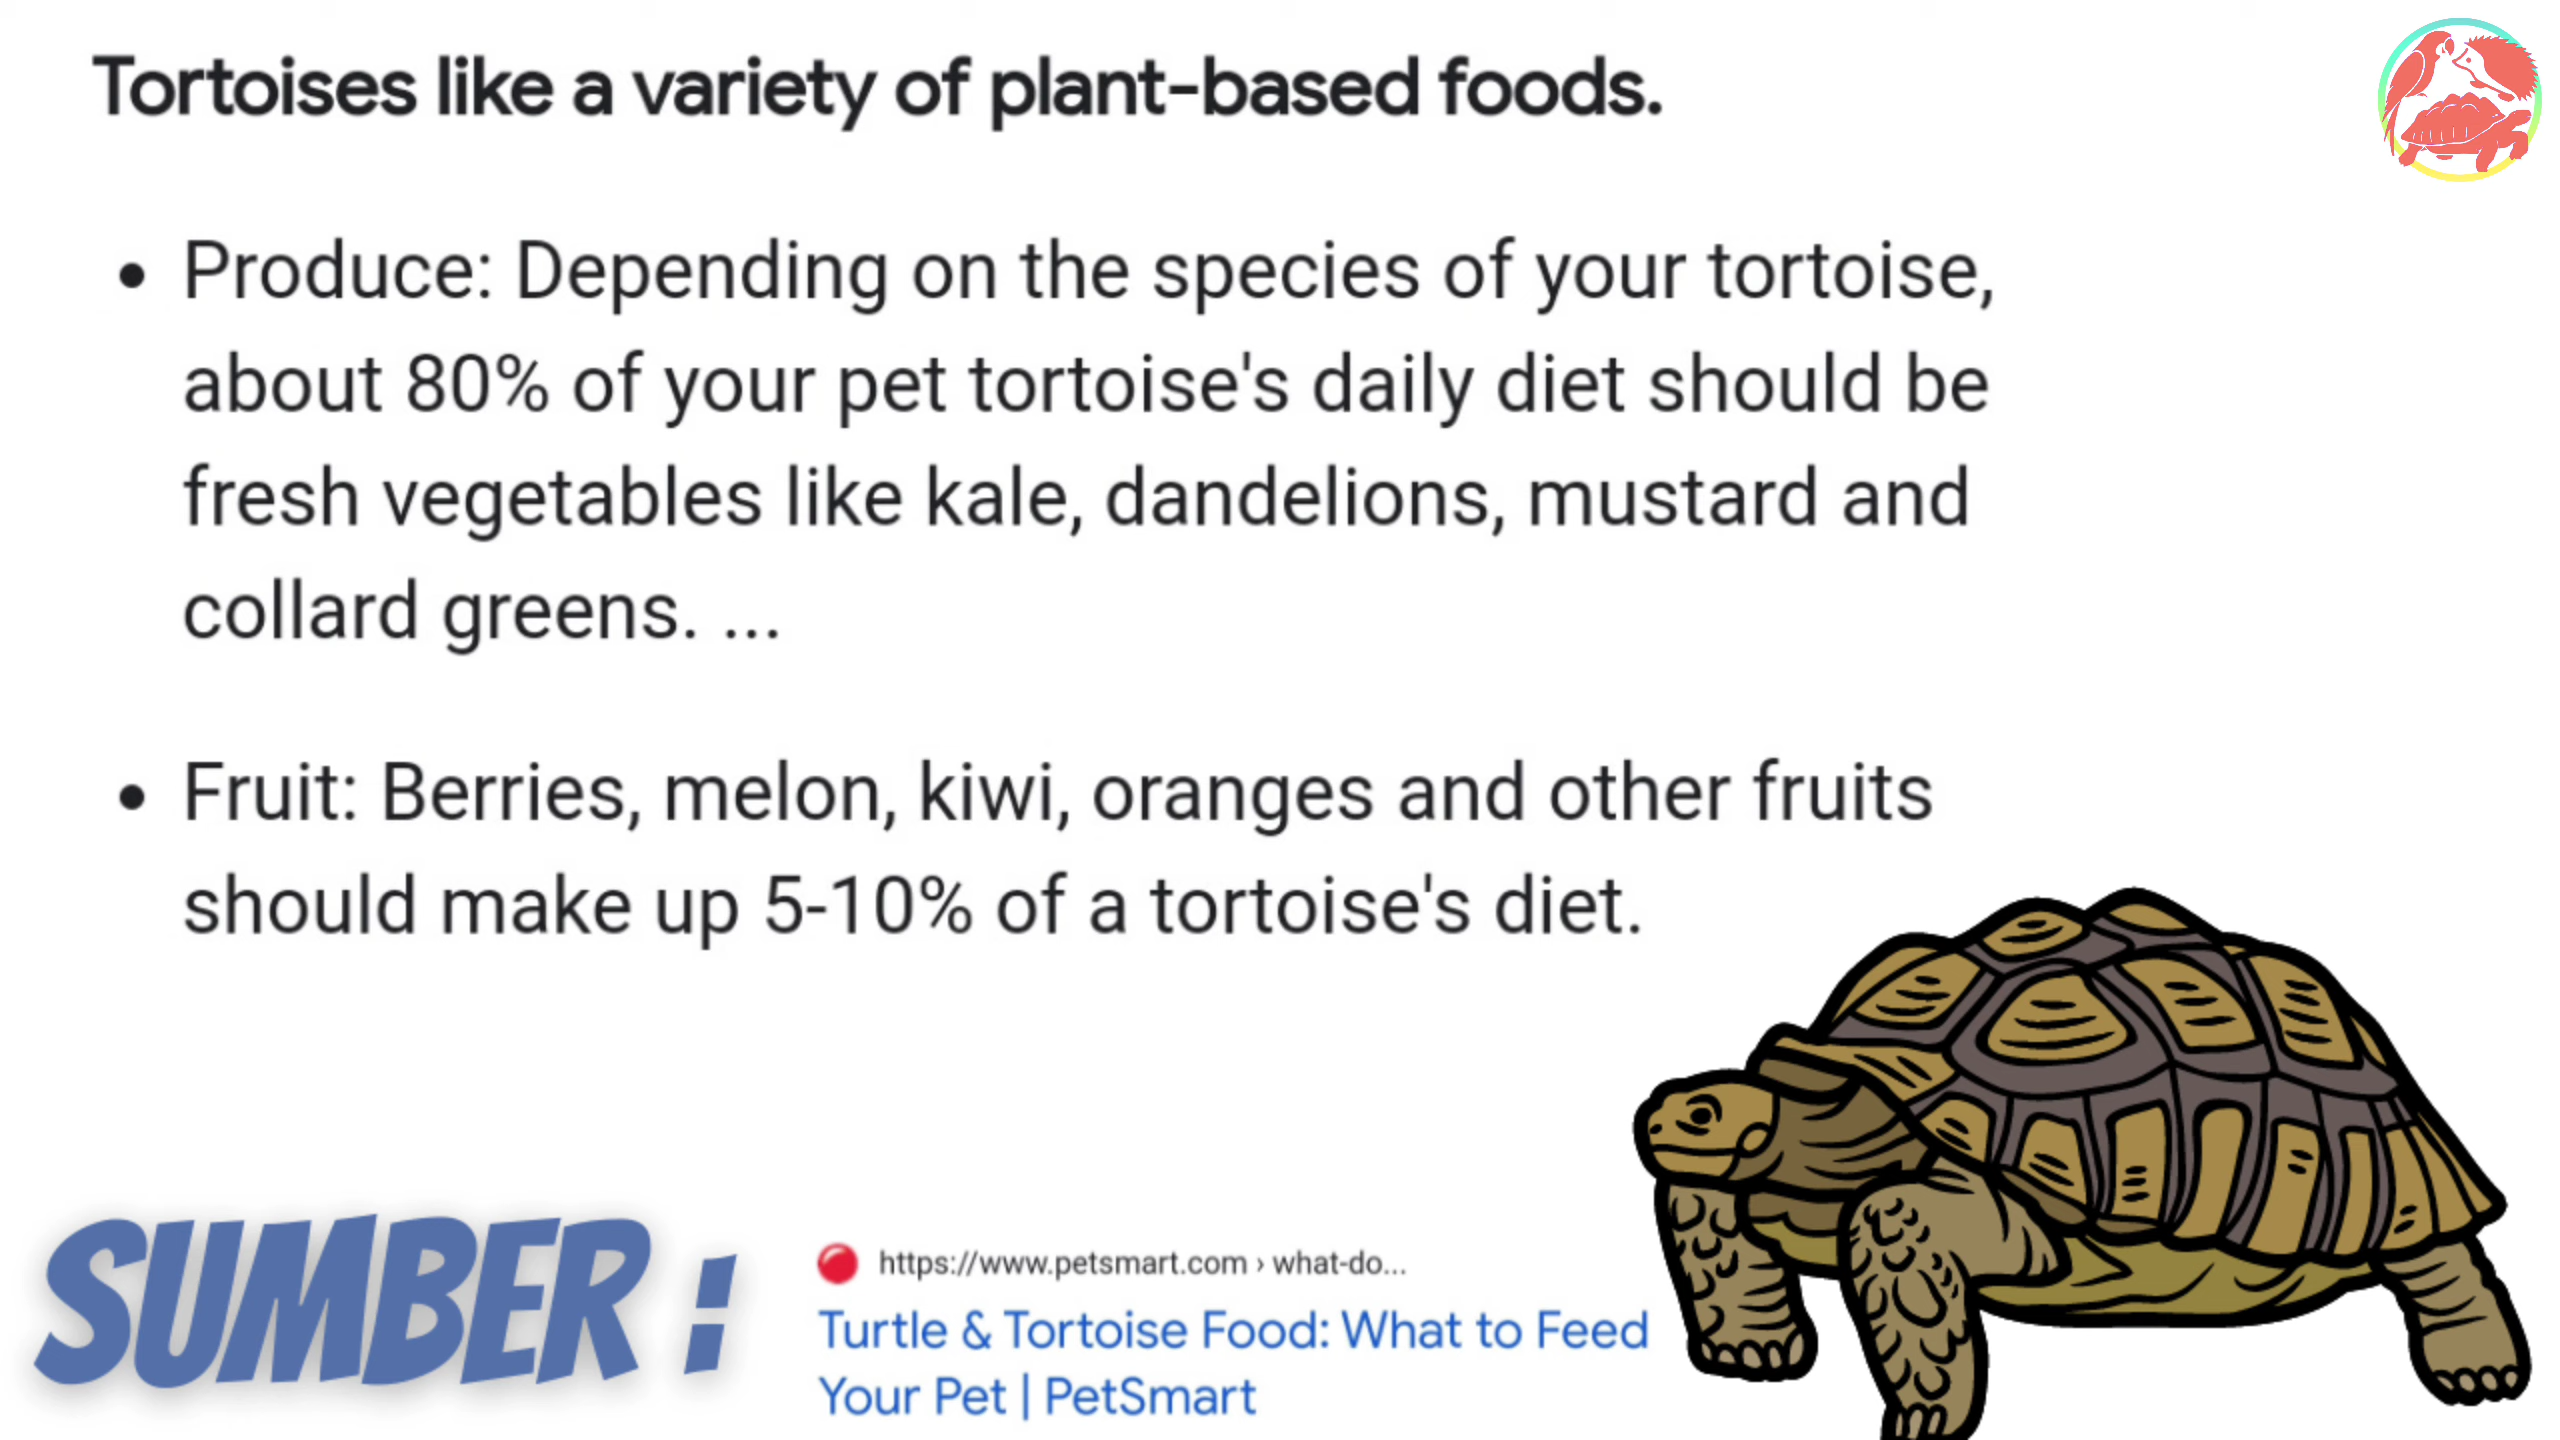 Tortoises like a variety of plant-based foods.
• Produce: Depending on the species of your tortoise,
about 80% of your pet tortoise's daily diet should be
fresh vegetables like kale, dandelions, mustard and
collard greens. ...
• Fruit: Berries, melon, kiwi, oranges and other fruits
should make up 5-10% of a tortoise's diet.
SUMBER :
https://www.petsmart.com › what-do...
Turtle & Tortoise Food: What to Feed
Your Pet | PetSmart